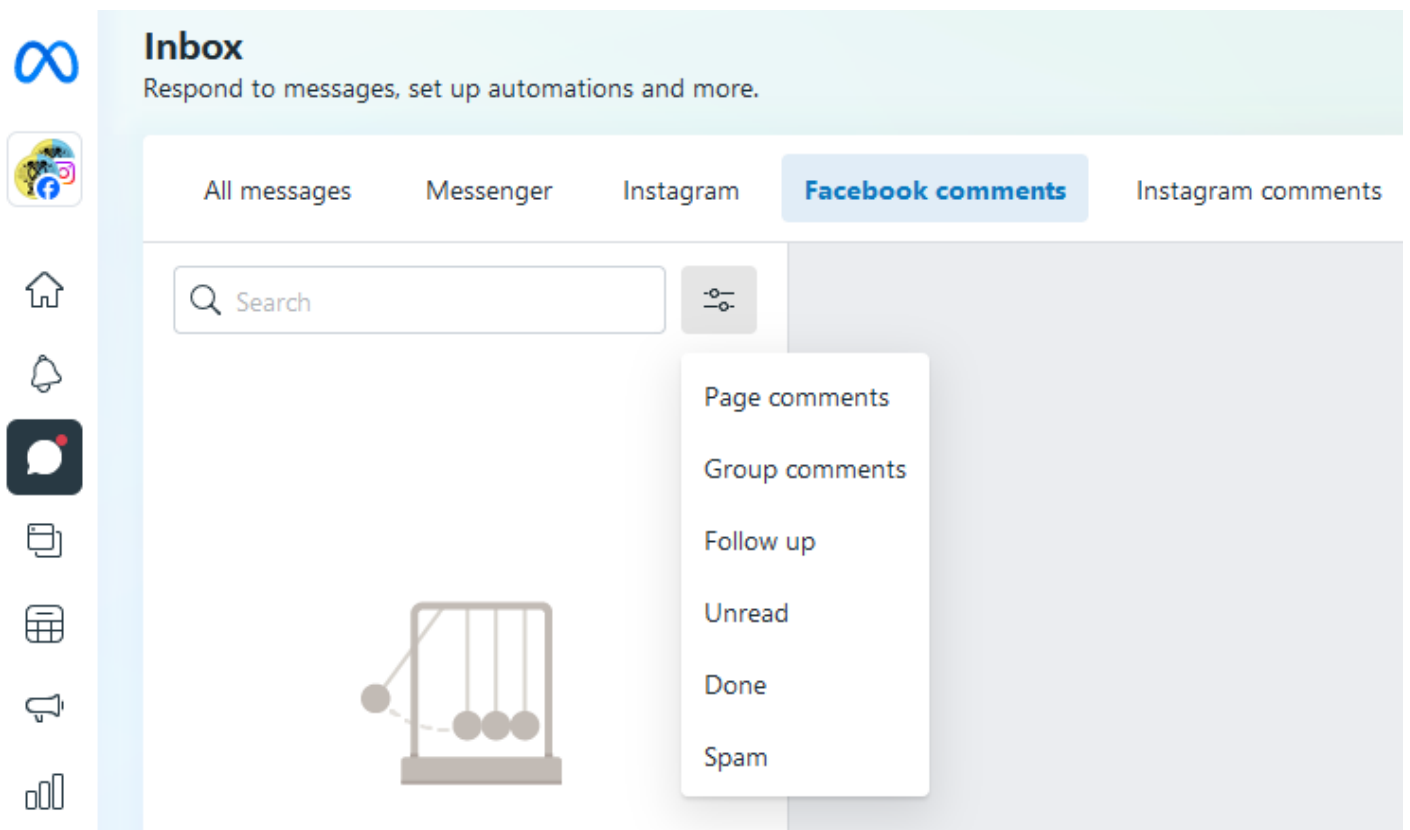 Inbox
Respond to messages, set up automations and more.
All messages
Messenger
Instagram
Facebook comments
Instagram comments
Search
Page comments
Group comments
Follow up
Unread
Done
Spam